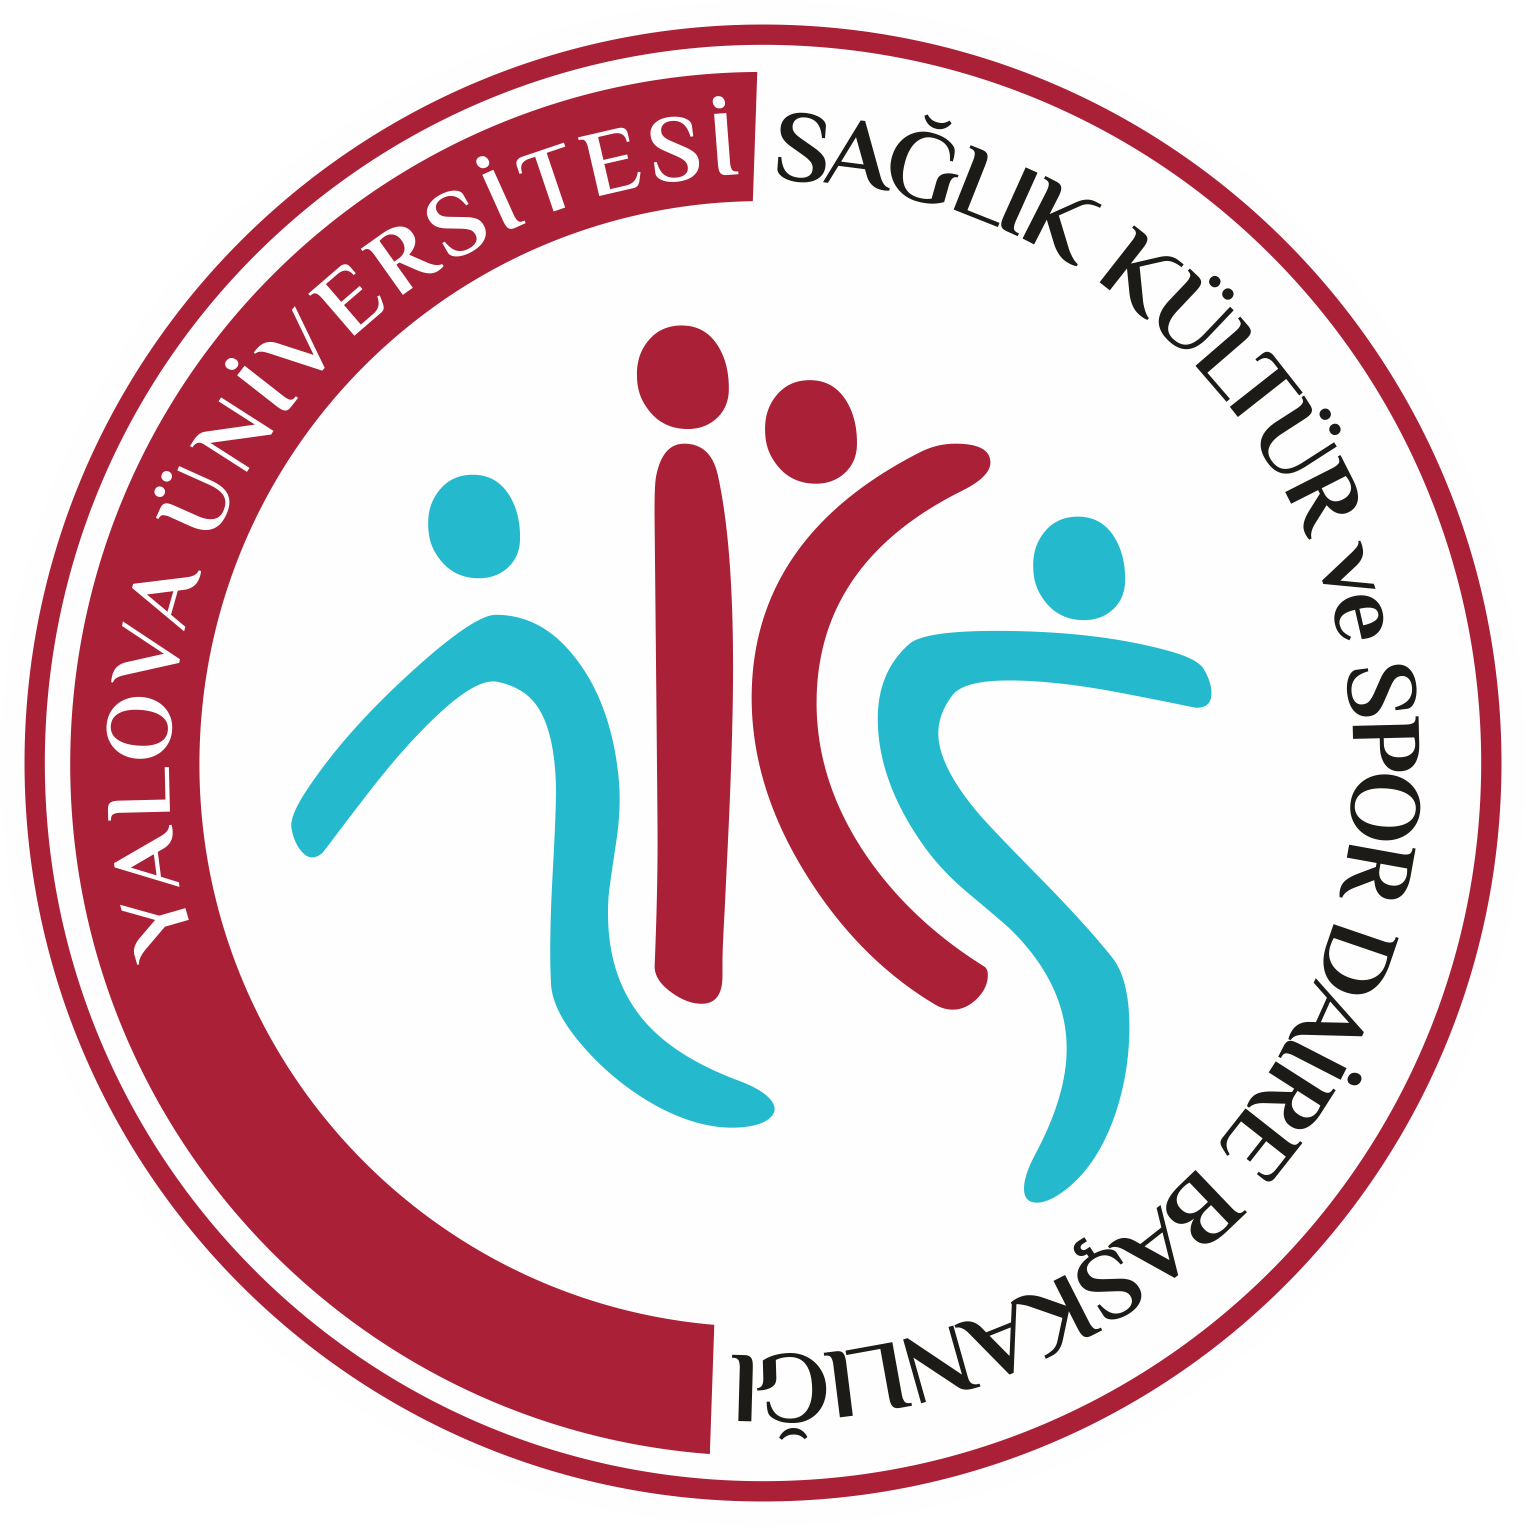 YALOVA ÜNİVERSİTESİ
SAĞLIK KÜLTÜR ve SPOR DAİRE BAŞKANLIĞI